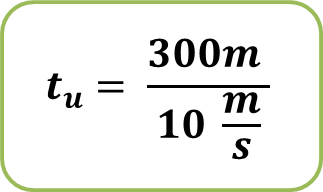 t_u = 300m / 10 m/s